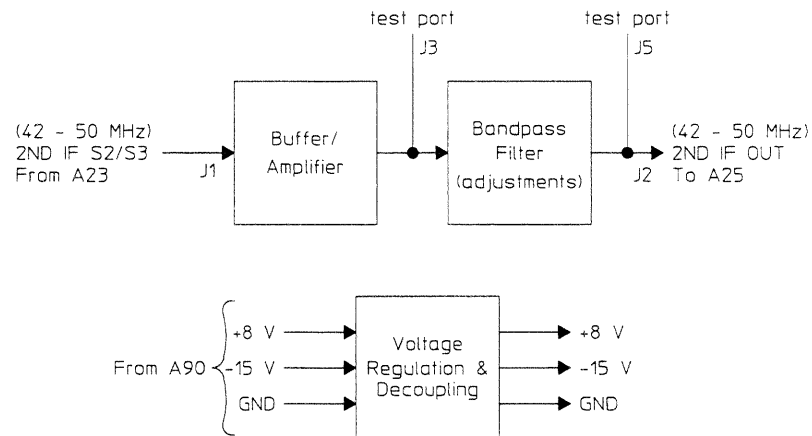 test port
J3
test port
J5
(42 - 50 MHz)
2ND IF S2/S3
From A23
J1
Buffer/
Amplifier
Bandpass
Filter
(adjustments)
J2
(42 - 50 MHz)
2ND IF OUT
To A25
From A90
+8 V
-15 V
GND
Voltage
Regulation &
Decoupling
+8 V
-15 V
GND